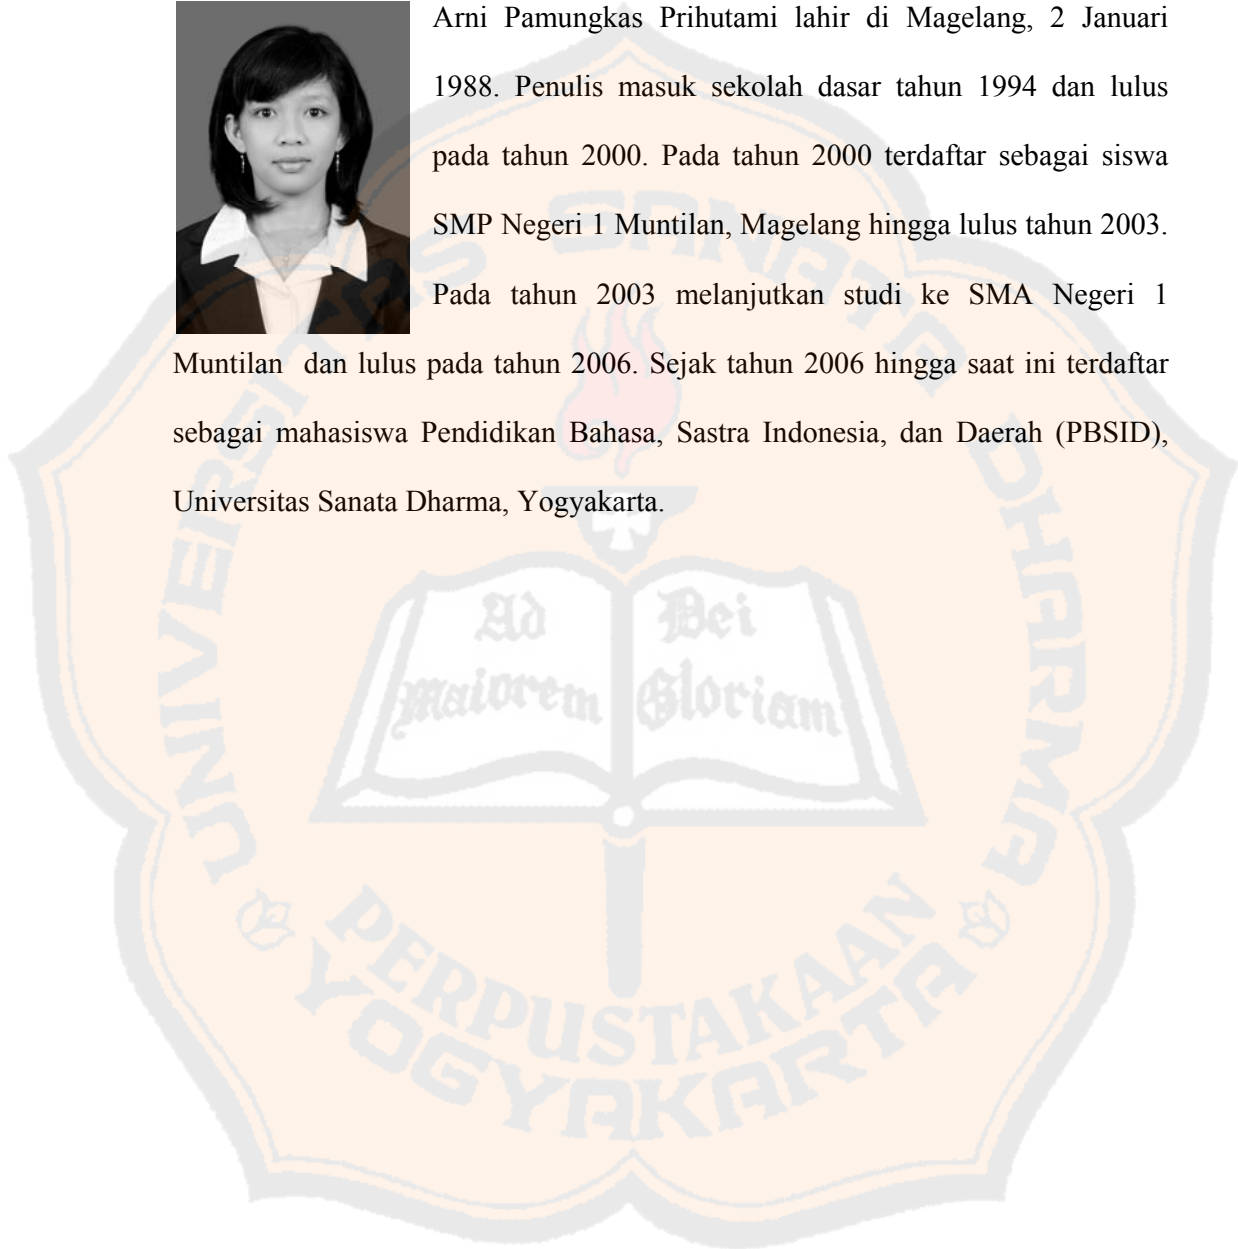 Arni Pamungkas Prihutami lahir di Magelang, 2 Januari
1988. Penulis masuk sekolah dasar tahun 1994 dan lulus
pada tahun 2000. Pada tahun 2000 terdaftar sebagai siswa
SMP Negeri 1 Muntilan, Magelang hingga lulus tahun 2003.
Pada tahun 2003 melanjutkan studi ke SMA Negeri 1
Muntilan dan lulus pada tahun 2006. Sejak tahun 2006 hingga saat ini terdaftar
sebagai mahasiswa Pendidikan Bahasa, Sastra Indonesia, dan Daerah (PBSID),
Universitas Sanata Dharma, Yogyakarta.
UNIVERSITAS SANATA DHARMA
Ad Dei
maiorem Gloriam
PERPUSTAKAAN
YOGYAKARTA